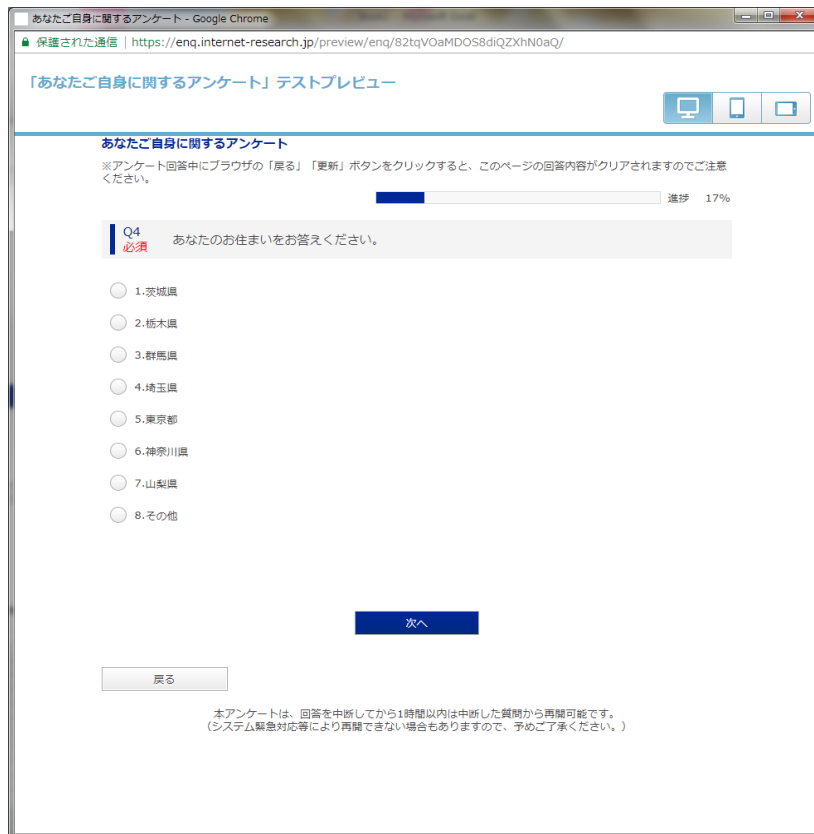 あなたご自身に関するアンケート - Google Chrome
保護された通信 | https://enq.internet-research.jp/preview/enq/82tqVOaMDOS8diQZXhN0aQ/
「あなたご自身に関するアンケート」テストプレビュー
あなたご自身に関するアンケート
※アンケート回答中にブラウザの「戻る」「更新」ボタンをクリックすると、このページの回答内容がクリアされますのでご注意
ください。
進捗 17%
Q4
必須
あなたのお住まいをお答えください。
1.茨城県
2.栃木県
3.群馬県
4.埼玉県
5.東京都
6.神奈川県
7.山梨県
8.その他
次へ
戻る
本アンケートは、回答を中断してから1時間以内は中断した質問から再開可能です。
（システム緊急対応等により再開できない場合もありますので、予めご了承ください。）